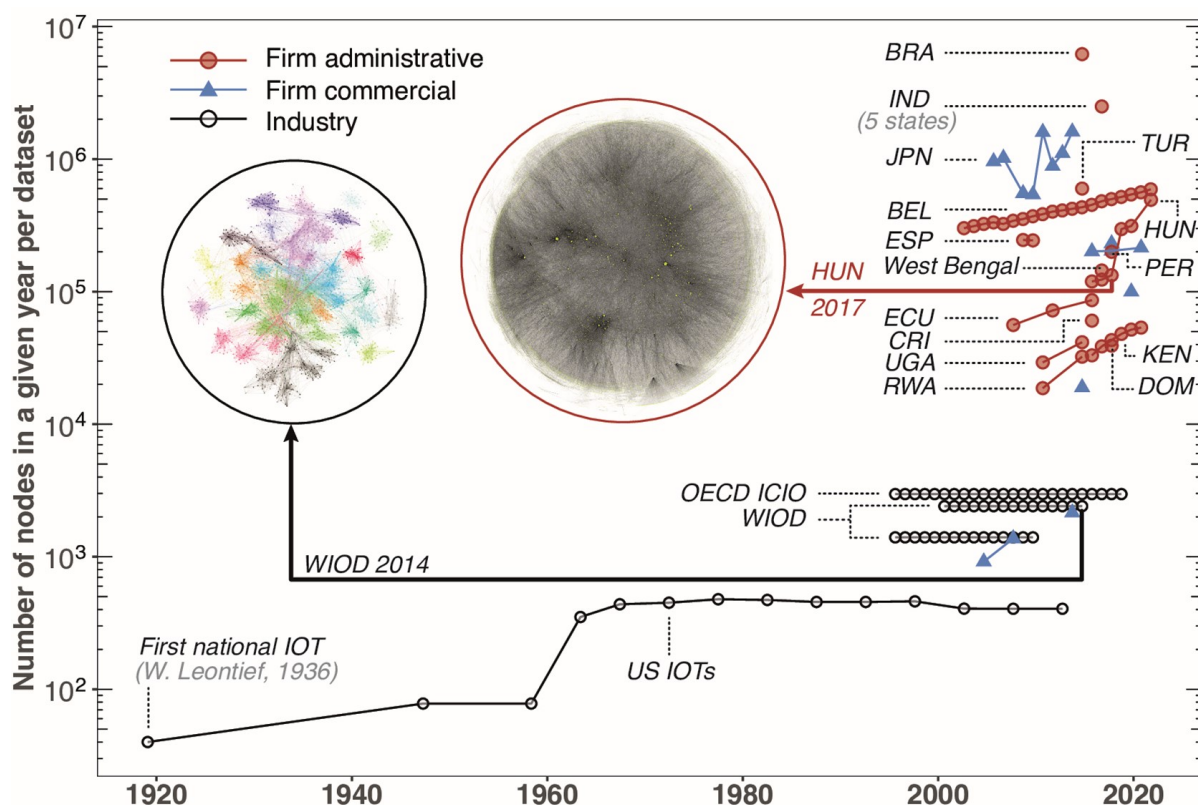 Number of nodes in a given year per dataset
10^7
10^6
10^5
10^4
10^3
10^2
Firm administrative
Firm commercial
Industry
BRA
IND
(5 states)
JPN
TUR
BEL
ESP
HUN
West Bengal
PER
HUN
2017
ECU
CRI
UGA
KEN
RWA
DOM
OECD ICIO
WIOD
WIOD 2014
First national IOT
(W. Leontief, 1936)
US IOTs
1920
1940
1960
1980
2000
2020